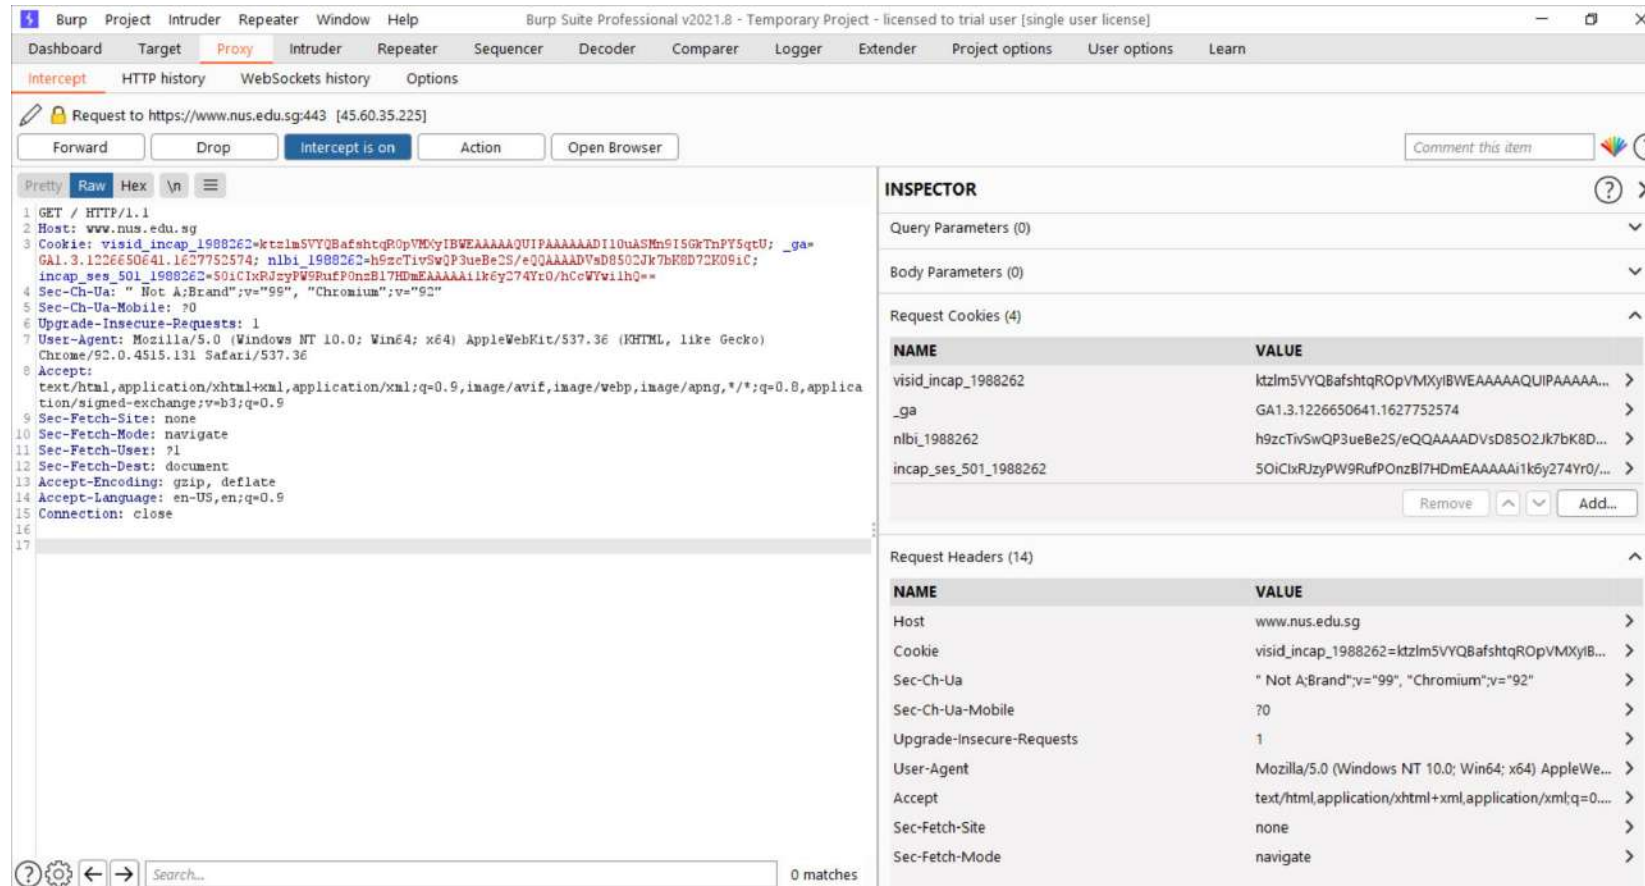 Burp Project Intruder Repeater Window Help Burp Suite Professional v2021.8 - Temporary Project - licensed to trial user [single user license]
Dashboard Target Proxy Intruder Repeater Sequencer Decoder Comparer Logger Extender Project options User options Learn
Intercept HTTP history WebSockets history Options
Request to https://www.nus.edu.sg:443 [45.60.35.225]
Forward Drop Intercept is on Action Open Browser Comment this item
Pretty Raw Hex \n
1 GET / HTTP/1.1
2 Host: www.nus.edu.sg
3 Cookie: visid_incap_1988262=ktzlm5VYQBafshtqROpVMXyIBWEAAAAAQUIPAAAAAADI10uASMn9I5GkTnPY5qtU; _ga=
GA1.3.1226650641.1627752574; nlbi_1988262=h9zcTivSwQP3ueBe2S/eQQAAAADVsD85O2Jk7bK8D72K09iC;
incap_ses_501_1988262=5OiCIxRJzyPW9RufPOnzBl7HDmEAAAAAi1k6y274Yr0/hCcWYwilhQ==
4 Sec-Ch-Ua: " Not A;Brand";v="99", "Chromium";v="92"
5 Sec-Ch-Ua-Mobile: ?0
6 Upgrade-Insecure-Requests: 1
7 User-Agent: Mozilla/5.0 (Windows NT 10.0; Win64; x64) AppleWebKit/537.36 (KHTML, like Gecko)
Chrome/92.0.4515.131 Safari/537.36
8 Accept:
text/html,application/xhtml+xml,application/xml;q=0.9,image/avif,image/webp,image/apng,*/*;q=0.8,applica
tion/signed-exchange;v=b3;q=0.9
9 Sec-Fetch-Site: none
10 Sec-Fetch-Mode: navigate
11 Sec-Fetch-User: ?1
12 Sec-Fetch-Dest: document
13 Accept-Encoding: gzip, deflate
14 Accept-Language: en-US,en;q=0.9
15 Connection: close
16
17
Search... 0 matches
INSPECTOR
Query Parameters (0)
Body Parameters (0)
Request Cookies (4)
NAME VALUE
visid_incap_1988262 ktzlm5VYQBafshtqROpVMXyIBWEAAAAAQUIPAAAAA...
_ga GA1.3.1226650641.1627752574
nlbi_1988262 h9zcTivSwQP3ueBe2S/eQQAAAADVsD85O2Jk7bK8D...
incap_ses_501_1988262 5OiCIxRJzyPW9RufPOnzBl7HDmEAAAAAi1k6y274Yr0/...
Remove Add...
Request Headers (14)
NAME VALUE
Host www.nus.edu.sg
Cookie visid_incap_1988262=ktzlm5VYQBafshtqROpVMXyIB...
Sec-Ch-Ua " Not A;Brand";v="99", "Chromium";v="92"
Sec-Ch-Ua-Mobile ?0
Upgrade-Insecure-Requests 1
User-Agent Mozilla/5.0 (Windows NT 10.0; Win64; x64) AppleWe...
Accept text/html,application/xhtml+xml,application/xml;q=0....
Sec-Fetch-Site none
Sec-Fetch-Mode navigate